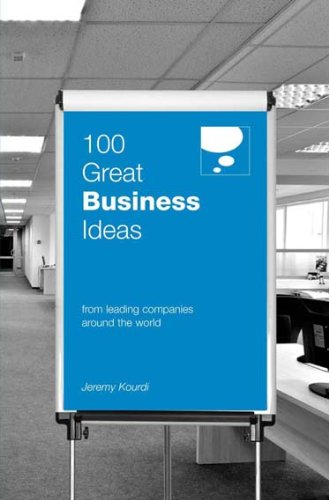 100
Great
Business
Ideas
from leading companies
around the world
Jeremy Kourdi